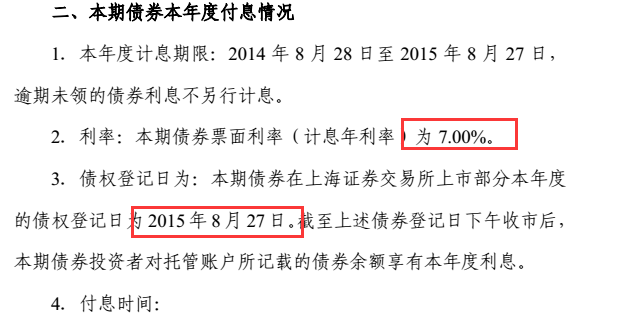 二、本期债券本年度付息情况
1. 本年度计息期限：2014 年 8 月 28 日至 2015 年 8 月 27 日，
逾期未领的债券利息不另行计息。
2. 利率：本期债券票面利率（计息年利率）为 7.00%。
3. 债权登记日为：本期债券在上海证券交易所上市部分本年度
的债权登记日为 2015 年 8 月 27 日。截至上述债券登记日下午收市后，
本期债券投资者对托管账户所记载的债券余额享有本年度利息。
4. 付息时间：